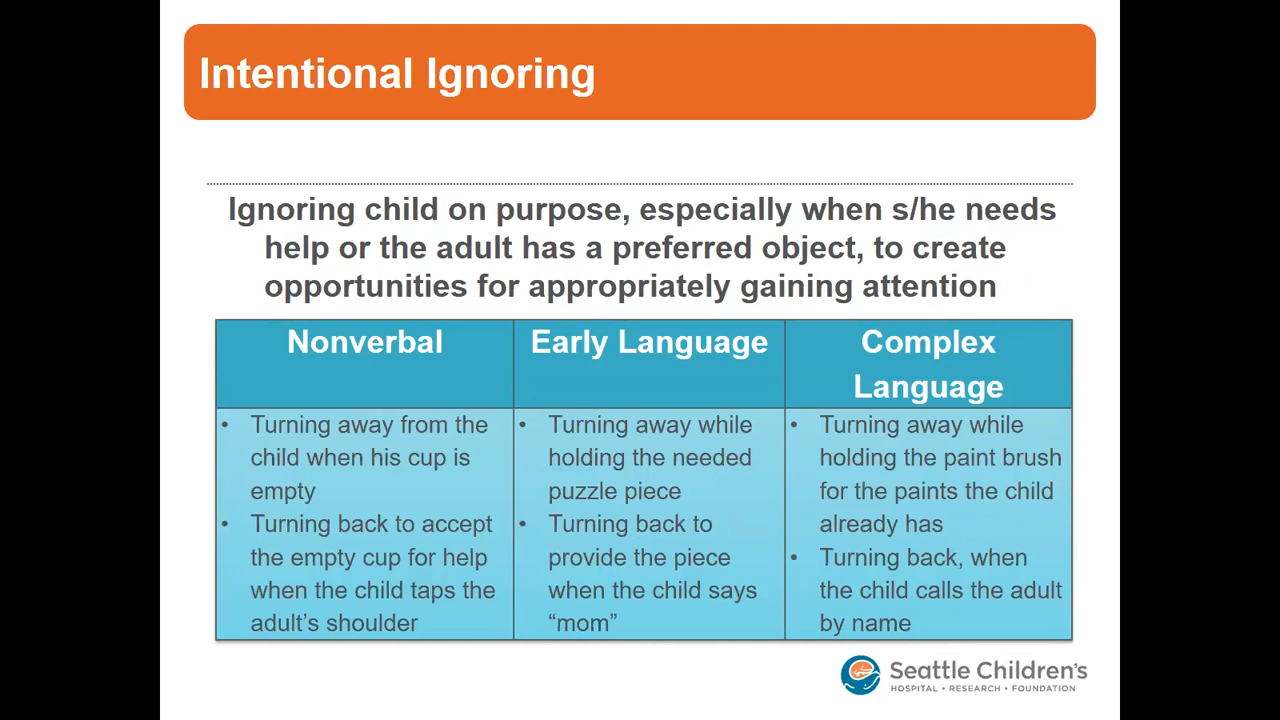 Intentional Ignoring
Ignoring child on purpose, especially when s/he needs
help or the adult has a preferred object, to create
opportunities for appropriately gaining attention
Nonverbal
Early Language
Complex
Language
• Turning away from the
child when his cup is
empty
• Turning back to accept
the empty cup for help
when the child taps the
adult's shoulder
• Turning away while
holding the needed
puzzle piece
• Turning back to
provide the piece
when the child says
“mom”
• Turning away while
holding the paint brush
for the paints the child
already has
• Turning back, when
the child calls the adult
by name
Seattle Children's
HOSPITAL • RESEARCH • FOUNDATION